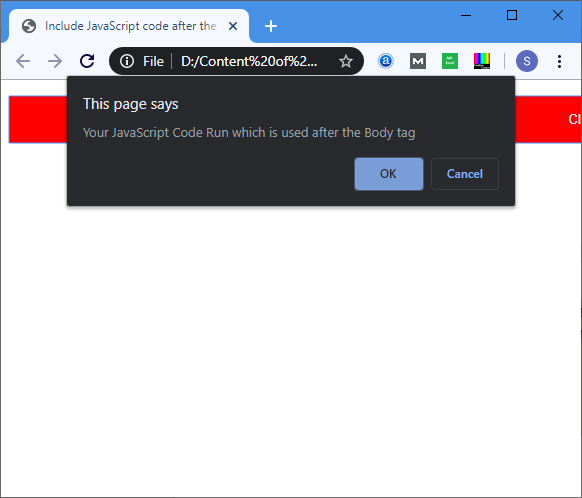 Include JavaScript code after the
File
D:/Content%20of%2...
S
This page says
Your JavaScript Code Run which is used after the Body tag
OK
Cancel